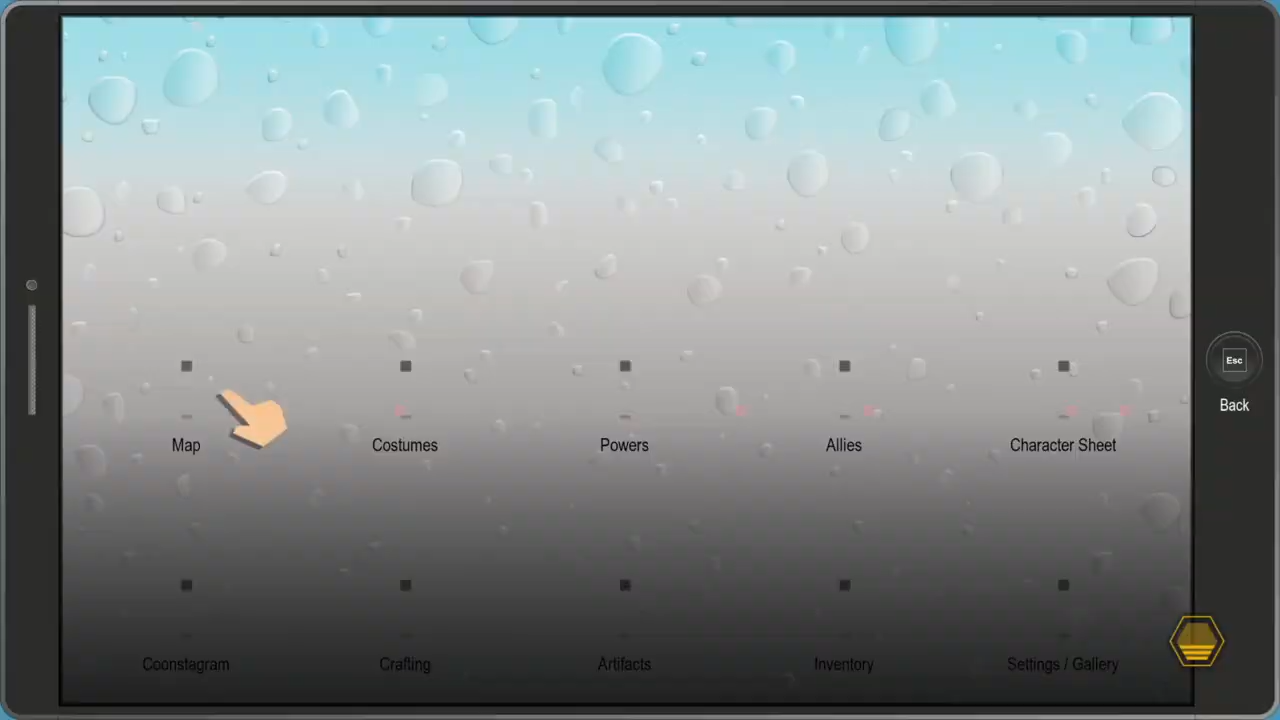 Esc
Back
Map
Costumes
Powers
Allies
Character Sheet
Coonstagram
Crafting
Artifacts
Inventory
Settings / Gallery